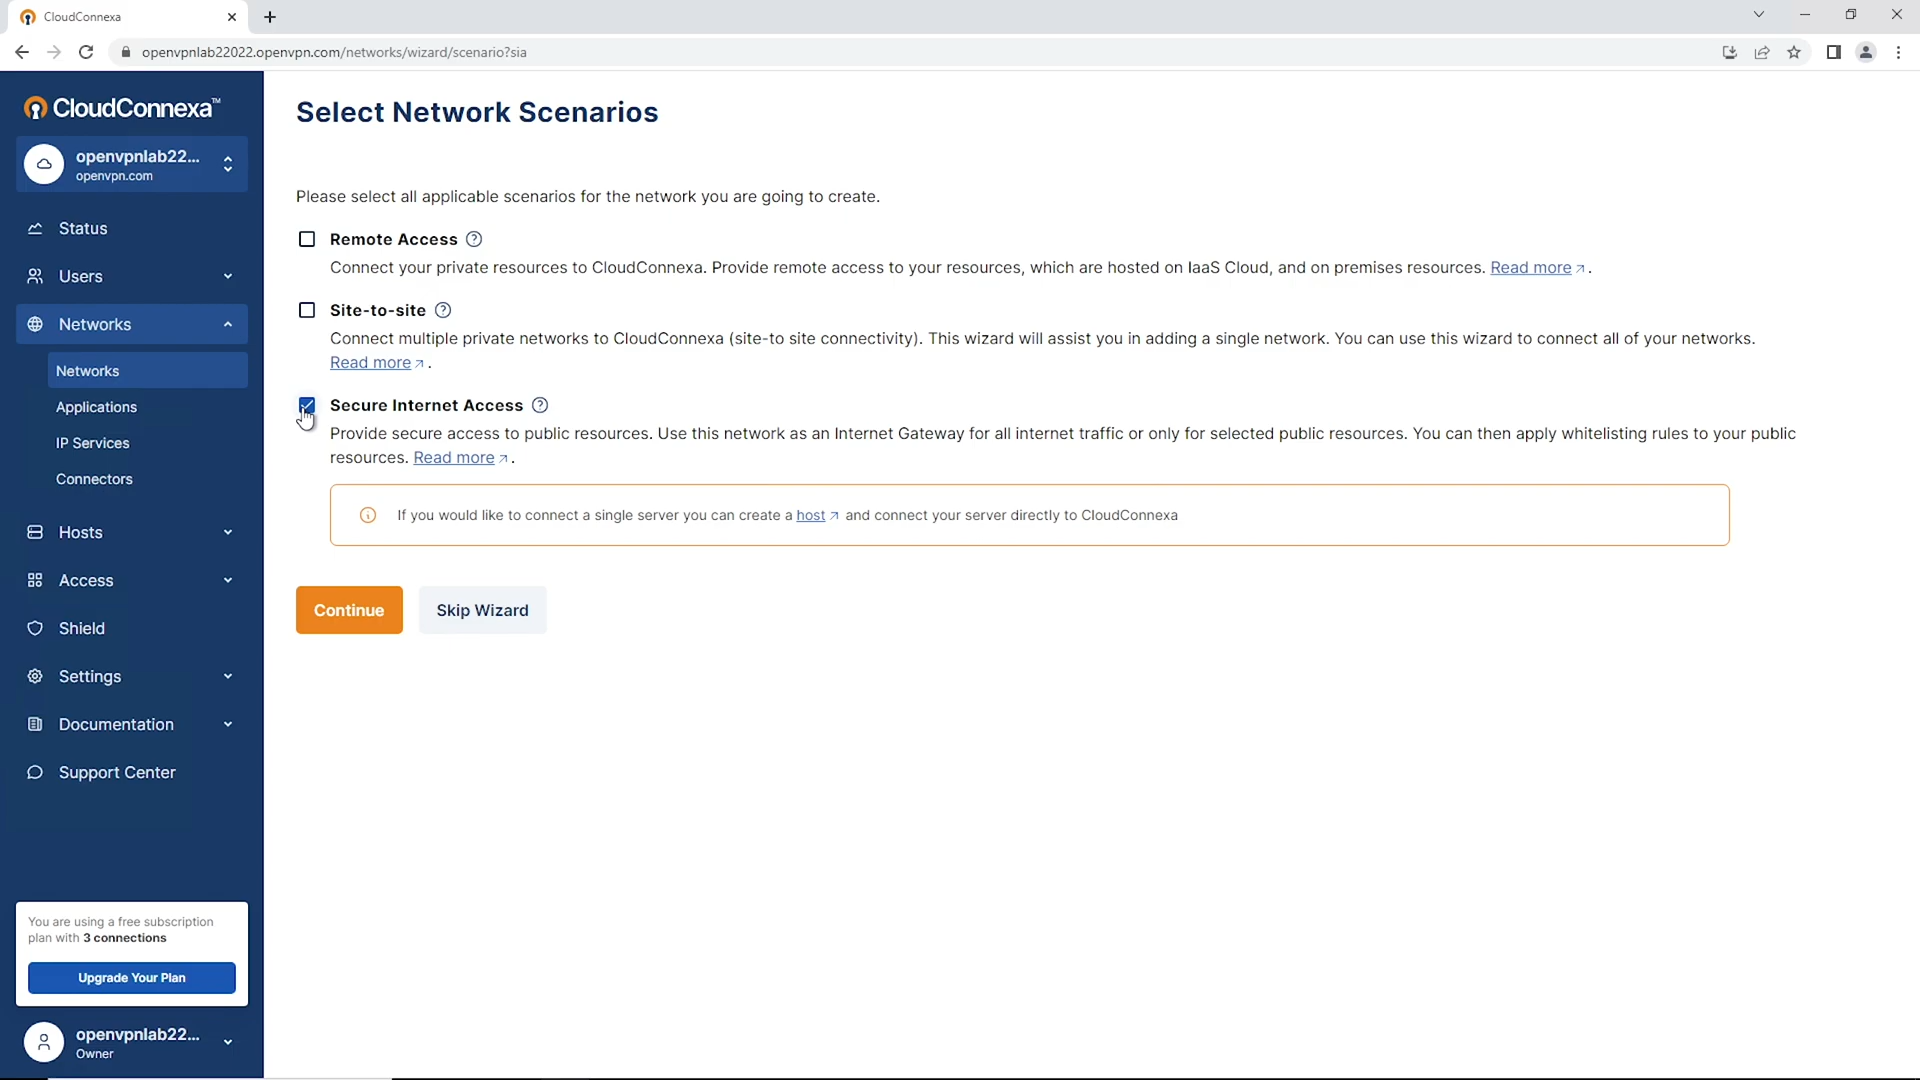 CloudConnexa
openvpnlab22022.openvpn.com/networks/wizard/scenario?sia
CloudConnexa™
openvpnlab22...
openvpn.com
Status
Users
Networks
Networks
Applications
IP Services
Connectors
Hosts
Access
Shield
Settings
Documentation
Support Center
You are using a free subscription
plan with 3 connections
Upgrade Your Plan
openvpnlab22...
Owner
Select Network Scenarios
Please select all applicable scenarios for the network you are going to create.
Remote Access
Connect your private resources to CloudConnexa. Provide remote access to your resources, which are hosted on IaaS Cloud, and on premises resources. Read more.
Site-to-site
Connect multiple private networks to CloudConnexa (site-to site connectivity). This wizard will assist you in adding a single network. You can use this wizard to connect all of your networks.
Read more.
Secure Internet Access
Provide secure access to public resources. Use this network as an Internet Gateway for all internet traffic or only for selected public resources. You can then apply whitelisting rules to your public
resources. Read more.
If you would like to connect a single server you can create a host and connect your server directly to CloudConnexa
Continue
Skip Wizard